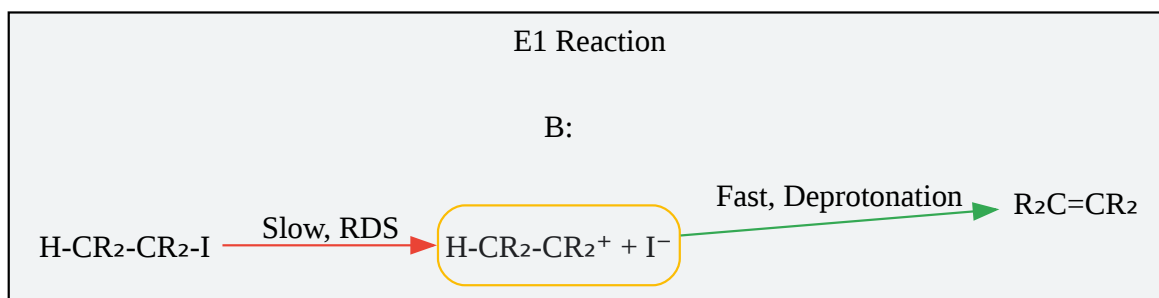 E1 Reaction
B:
Fast, Deprotonation
R₂C=CR₂
Slow, RDS
H-CR₂-CR₂-I
H-CR₂-CR₂⁺ + I⁻